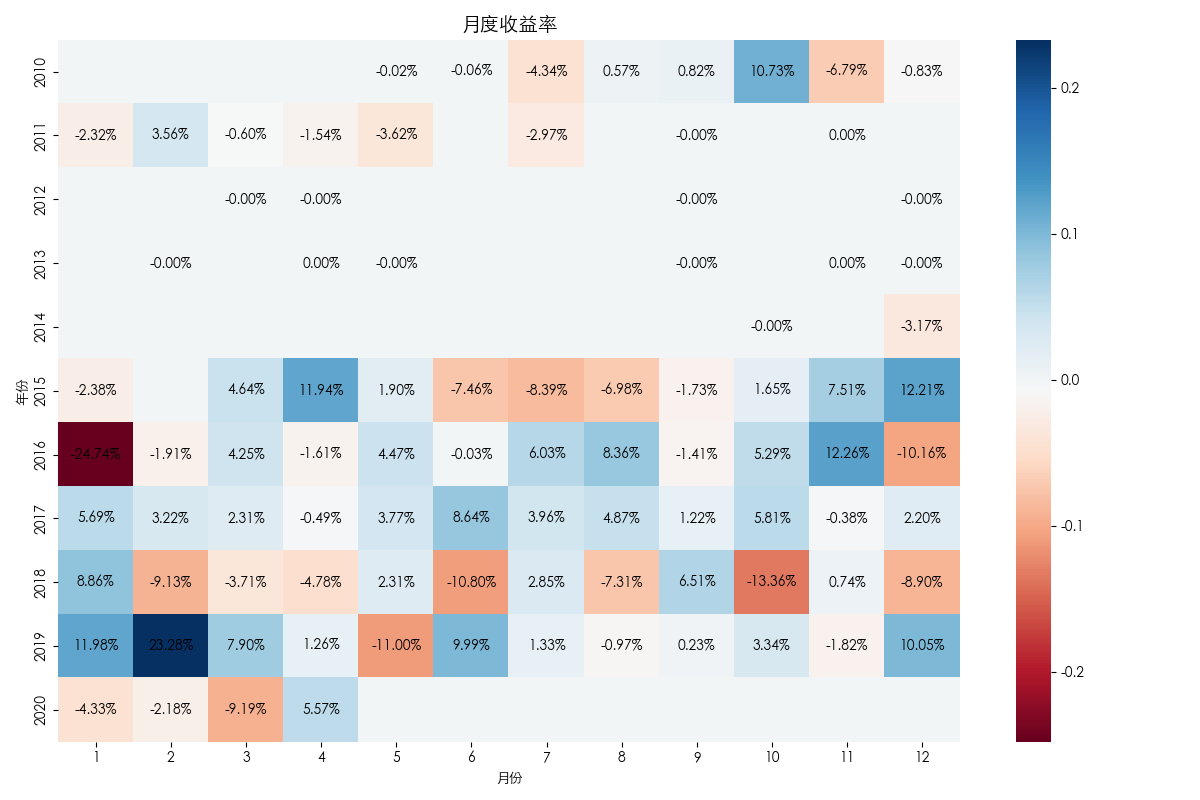 月度收益率
2010 -0.02% -0.06% -4.34% 0.57% 0.82% 10.73% -6.79% -0.83%
2011 -2.32% 3.56% -0.60% -1.54% -3.62% -2.97% -0.00% 0.00%
2012 -0.00% -0.00% -0.00% -0.00%
2013 -0.00% 0.00% -0.00% -0.00% 0.00% -0.00%
2014 -0.00% -3.17%
2015 -2.38% 4.64% 11.94% 1.90% -7.46% -8.39% -6.98% -1.73% 1.65% 7.51% 12.21%
2016 -24.74% -1.91% 4.25% -1.61% 4.47% -0.03% 6.03% 8.36% -1.41% 5.29% 12.26% -10.16%
2017 5.69% 3.22% 2.31% -0.49% 3.77% 8.64% 3.96% 4.87% 1.22% 5.81% -0.38% 2.20%
2018 8.86% -9.13% -3.71% -4.78% 2.31% -10.80% 2.85% -7.31% 6.51% -13.36% 0.74% -8.90%
2019 11.98% 23.28% 7.90% 1.26% -11.00% 9.99% 1.33% -0.97% 0.23% 3.34% -1.82% 10.05%
2020 -4.33% -2.18% -9.19% 5.57%
1 2 3 4 5 6 7 8 9 10 11 12
月份
年份
0.2
0.1
0.0
-0.1
-0.2